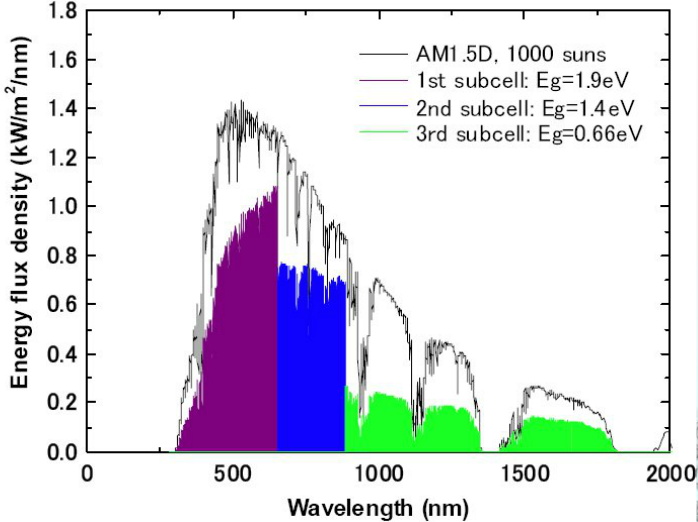 1.8
1.6
1.4
1.2
1.0
0.8
0.6
0.4
0.2
0.0
Energy flux density (kW/m²/nm)
AM1.5D, 1000 suns
1st subcell: Eg=1.9eV
2nd subcell: Eg=1.4eV
3rd subcell: Eg=0.66eV
0 500 1000 1500 2000
Wavelength (nm)